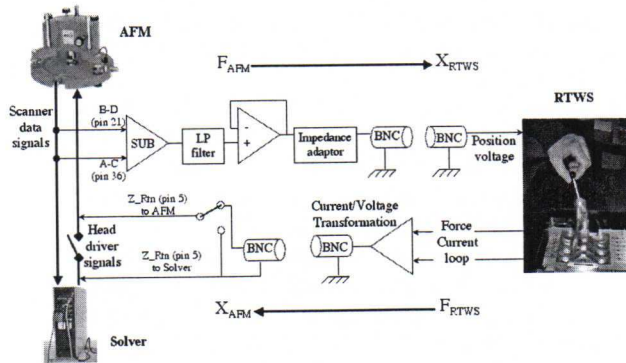 AFM
F_AFM
X_RTWS
RTWS
Scanner
data
signals
B-D
(pin 21)
A-C
(pin 36)
SUB
LP
filter
-
+
Impedance
adaptor
BNC
BNC
Position
voltage
Z_Rtn (pin 5)
to AFM
Head
driver
signals
Z_Rtn (pin 5)
to Solver
BNC
Current/Voltage
Transformation
BNC
Force
Current
loop
Solver
X_AFM
F_RTWS